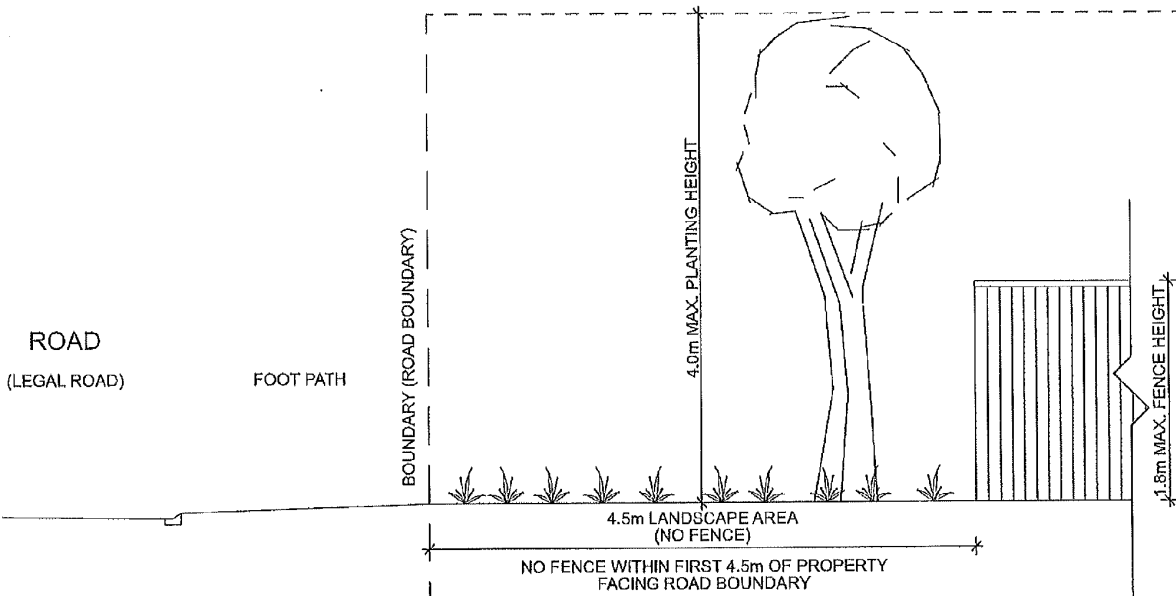 ROAD
(LEGAL ROAD)
FOOT PATH
BOUNDARY (ROAD BOUNDARY)
4.0m MAX. PLANTING HEIGHT
1.8m MAX. FENCE HEIGHT
4.5m LANDSCAPE AREA
(NO FENCE)
NO FENCE WITHIN FIRST 4.5m OF PROPERTY
FACING ROAD BOUNDARY